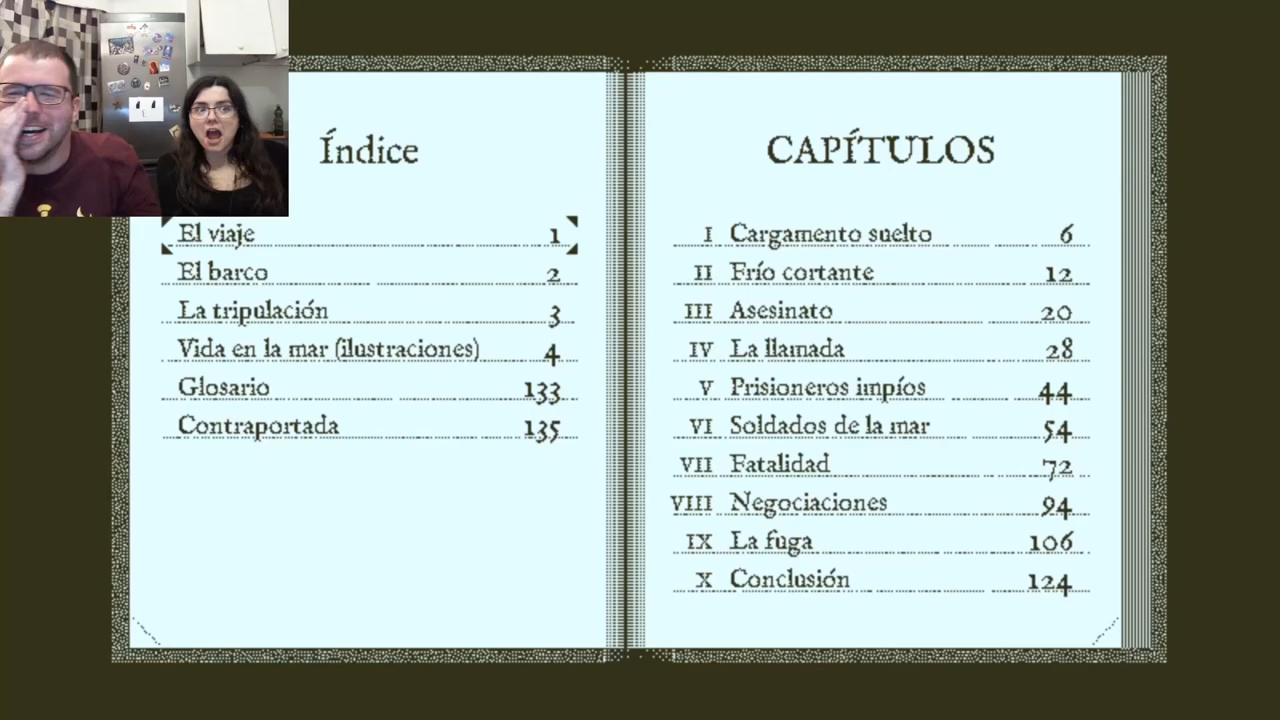 Índice
El viaje 1
El barco 2
La tripulación 3
Vida en la mar (ilustraciones) 4
Glosario 133
Contraportada 135
CAPÍTULOS
I Cargamento suelto 6
II Frío cortante 12
III Asesinato 20
IV La llamada 28
V Prisioneros impíos 44
VI Soldados de la mar 54
VII Fatalidad 72
VIII Negociaciones 94
IX La fuga 106
X Conclusión 124